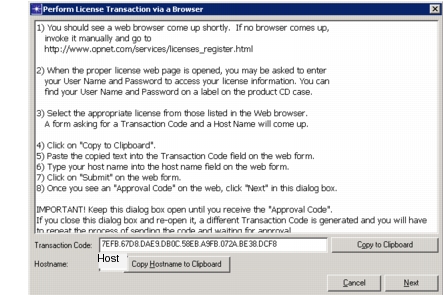 Perform License Transaction via a Browser
1) You should see a web browser come up shortly. If no browser comes up,
invoke it manually and go to
http://www.opnet.com/services/licenses_register.html
2) When the proper license web page is opened, you may be asked to enter
your User Name and Password to access your license information. You can
find your User Name and Password on a label on the product CD case.
3) Select the appropriate license from those listed in the Web browser.
A form asking for a Transaction Code and a Host Name will come up.
4) Click on "Copy to Clipboard".
5) Paste the copied text into the Transaction Code field on the web form.
6) Type your host name into the host name field on the web form.
7) Click on "Submit" on the web form.
8) Once you see an "Approval Code" on the web, click "Next" in this dialog box.
IMPORTANT! Keep this dialog box open until you receive the "Approval Code".
If you close this dialog box and re-open it, a different Transaction Code is generated and you will have
to repeat the process of sending the code and waiting for approval.
Transaction Code: 7EFB.67D8.DAE9.DB0C.58EB.A9FB.072A.BE38.DCF8 Copy to Clipboard
Hostname: Host Copy Hostname to Clipboard
Cancel Next